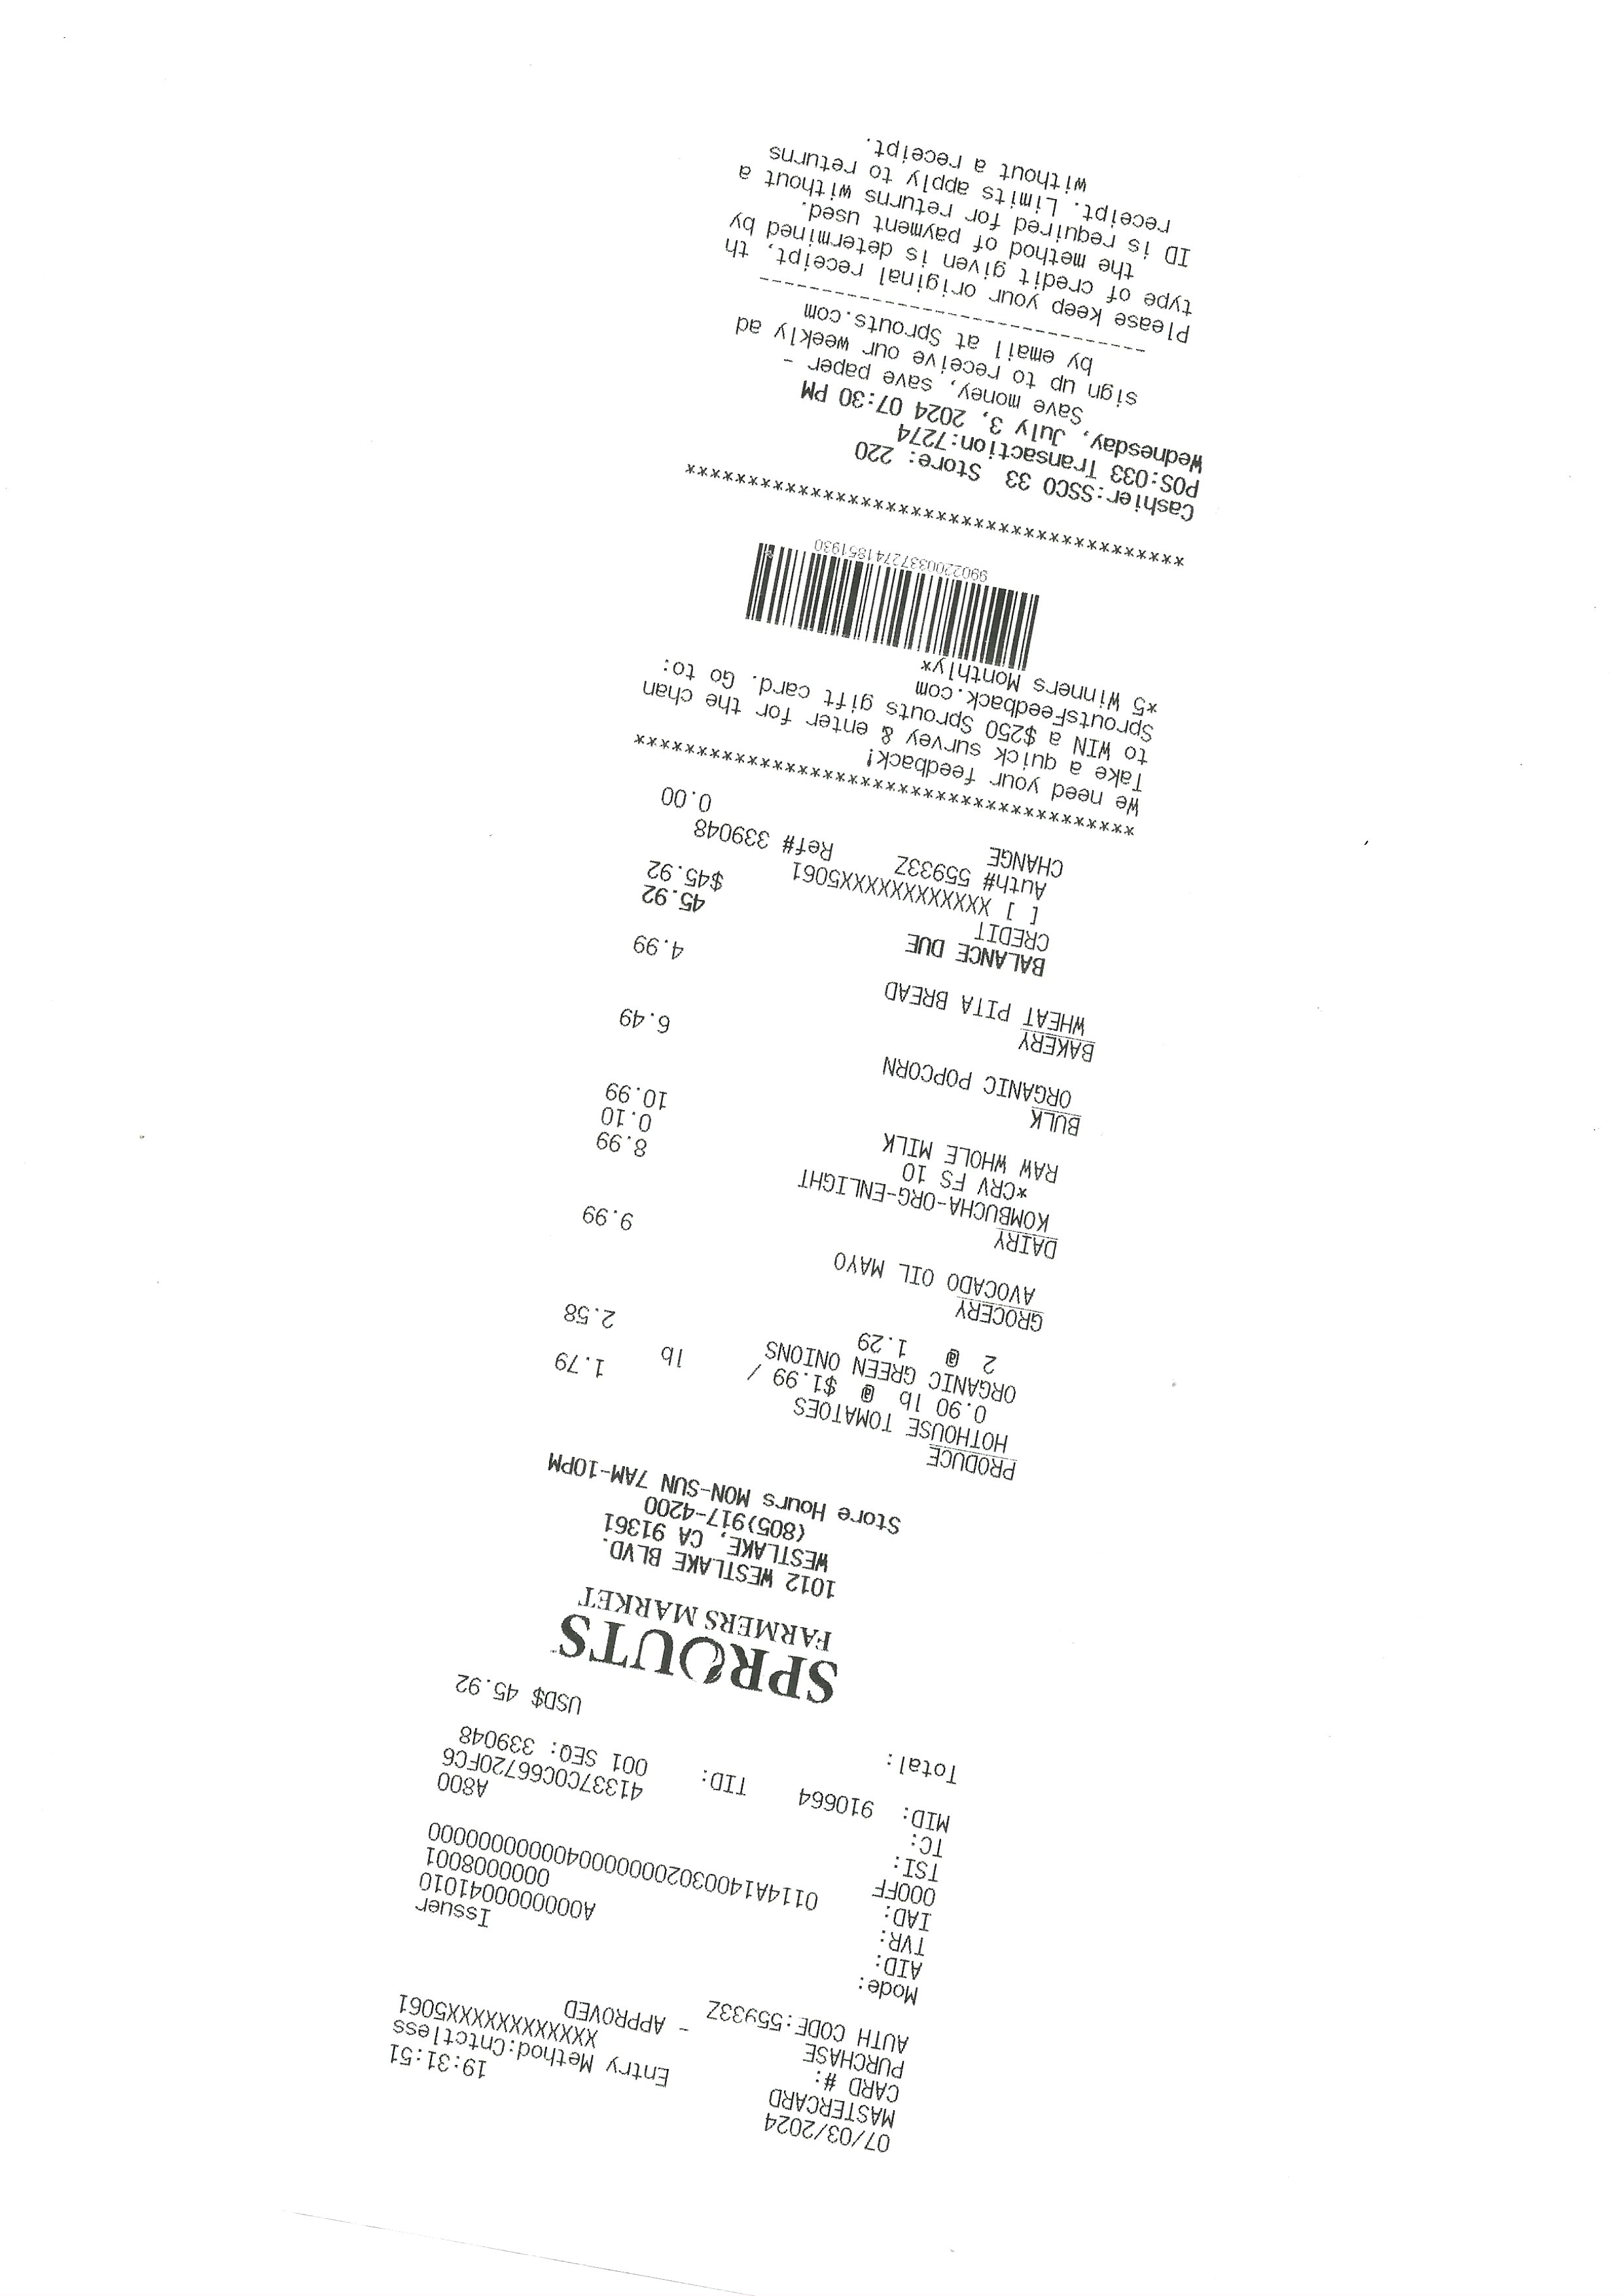 07/03/2024 19:31:51
MASTERCARD Entry Method:Cntctless
CARD #: XXXXXXXXXXXX5061
PURCHASE - APPROVED
AUTH CODE:55933Z
Mode: Issuer
AID: A0000000041010
TVR: 0000008001
IAD: 0114A14003020000000400000000000
000FF
TSI: A800
TC: 41337C0C66720FC6
MID: 910664 TID: 001 SEQ: 339048
Total: USD$ 45.92
SPROUTS
FARMERS MARKET
1012 WESTLAKE BLVD.
WESTLAKE, CA 91361
(805)917-4200
Store Hours MON-SUN 7AM-10PM
PRODUCE
HOTHOUSE TOMATOES
0.90 lb @ $1.99 / lb 1.79
ORGANIC GREEN ONIONS
2 @ 1.29 2.58
GROCERY
AVOCADO OIL MAYO 9.99
DAIRY
KOMBUCHA-ORG-ENLIGHT 8.99
*CRV FS 10 0.10
RAW WHOLE MILK 10.99
BULK
ORGANIC POPCORN 6.49
BAKERY
WHEAT PITA BREAD 4.99
BALANCE DUE 45.92
CREDIT $45.92
[ ] XXXXXXXXXXXX5061
Auth# 55933Z Ref# 339048
CHANGE 0.00
****************************************
We need your feedback!
Take a quick survey & enter for the chan
to WIN a $250 Sprouts gift card. Go to:
SproutsFeedback.com
*5 Winners Monthly*
99022003372741851930
****************************************
Cashier:SSCO 33 Store: 220
POS:033 Transaction:7274
Wednesday, July 3, 2024 07:30 PM
Save money, save paper -
sign up to receive our weekly ad
by email at Sprouts.com
------------------------------
Please keep your original receipt, th
type of credit given is determined by
the method of payment used.
ID is required for returns without a
receipt. Limits apply to returns
without a receipt.